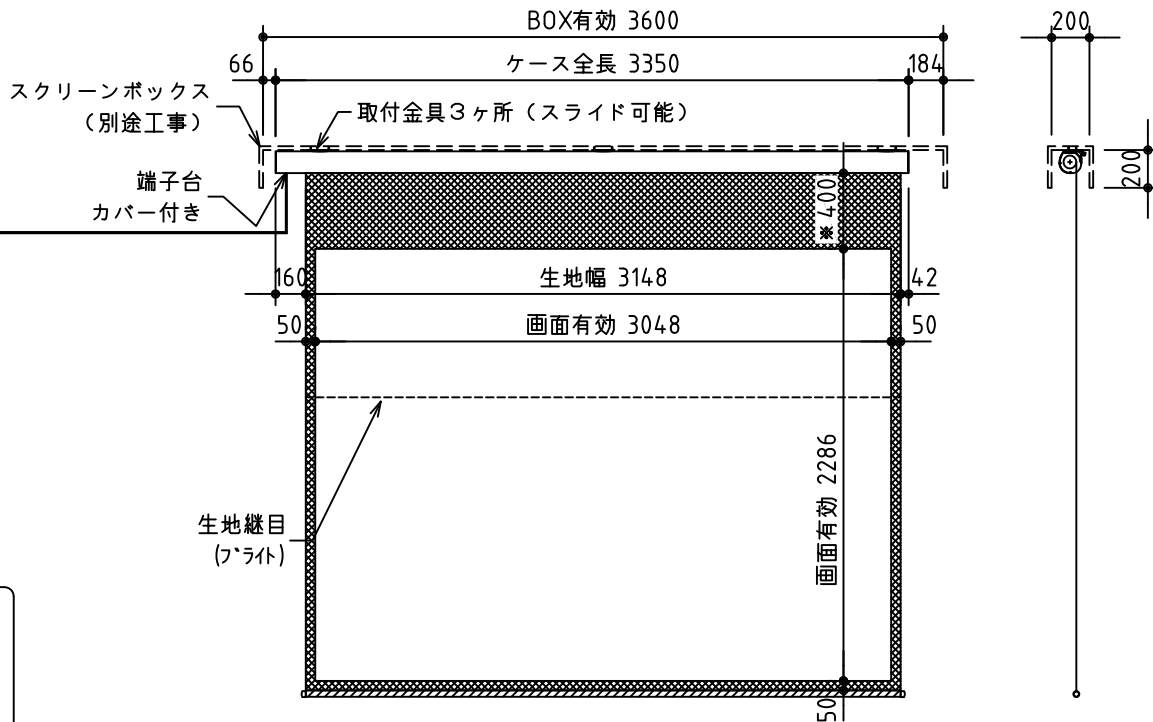 BOX有効 3600
200
66
ケース全長 3350
184
スクリーンボックス
（別途工事）
取付金具３ヶ所（スライド可能）
端子台
カバー付き
200
※ 400
160
生地幅 3148
42
50
画面有効 3048
50
画面有効 2286
生地継目
(ブライト)
50